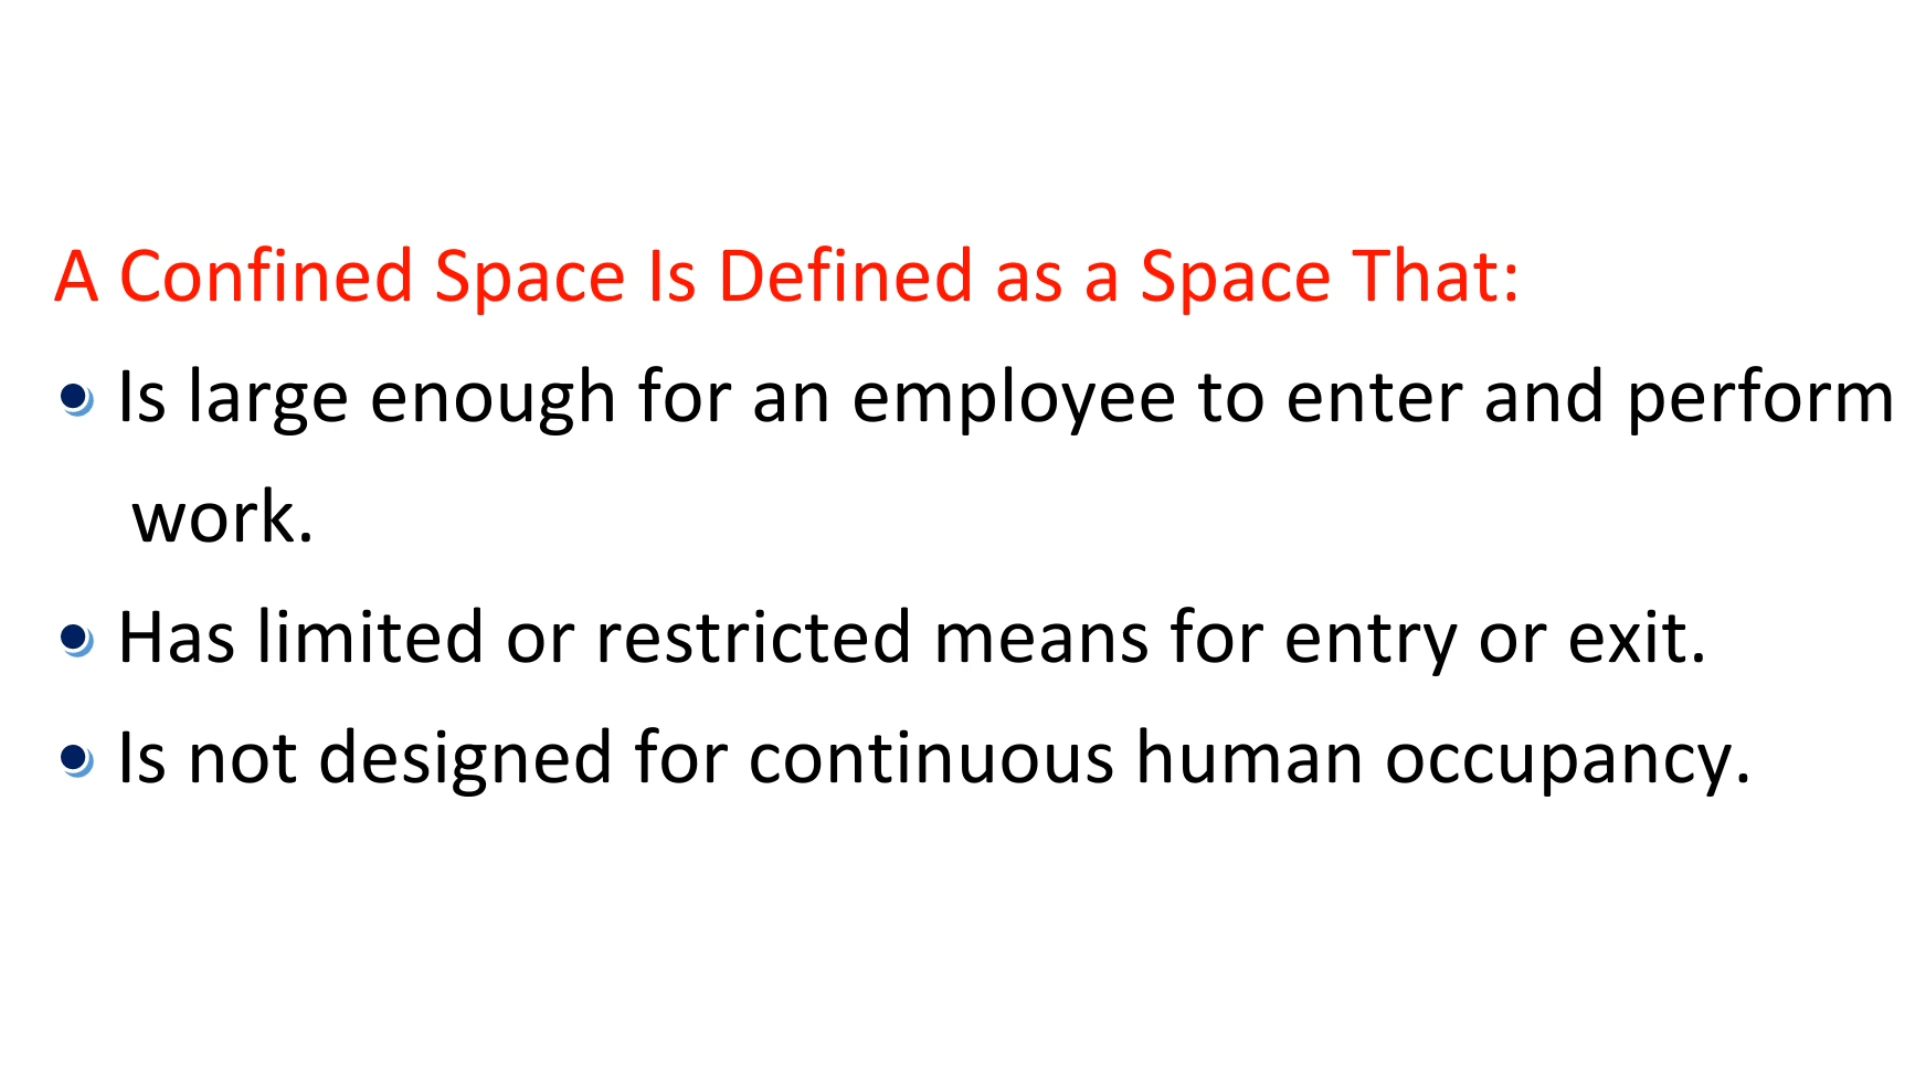 A Confined Space Is Defined as a Space That:
• Is large enough for an employee to enter and perform
work.
• Has limited or restricted means for entry or exit.
• Is not designed for continuous human occupancy.